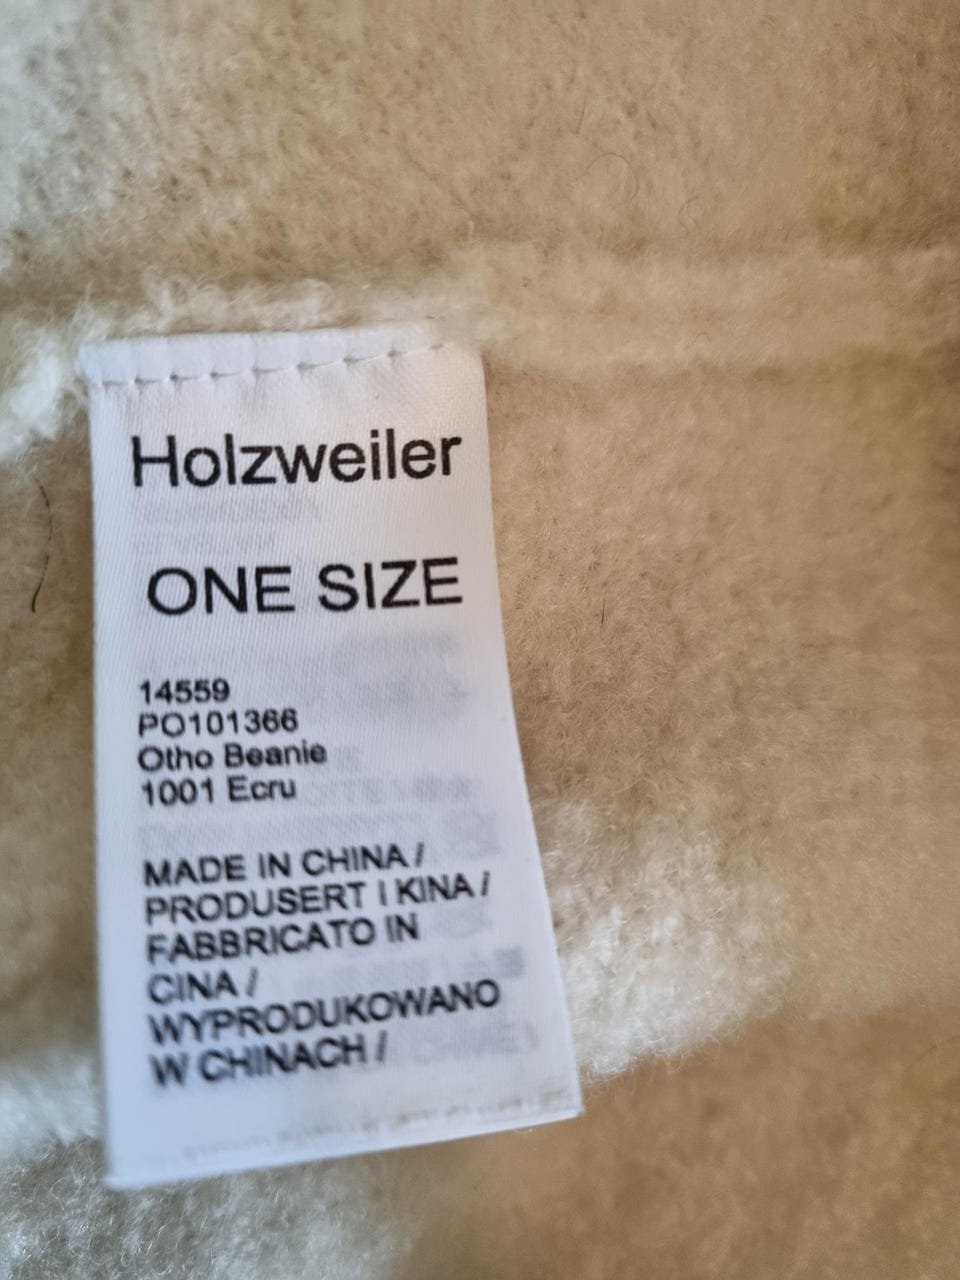 Holzweiler
ONE SIZE
14559
PO101366
Otho Beanie
1001 Ecru
MADE IN CHINA /
PRODUSERT I KINA /
FABBRICATO IN
CINA /
WYPRODUKOWANO
W CHINACH /